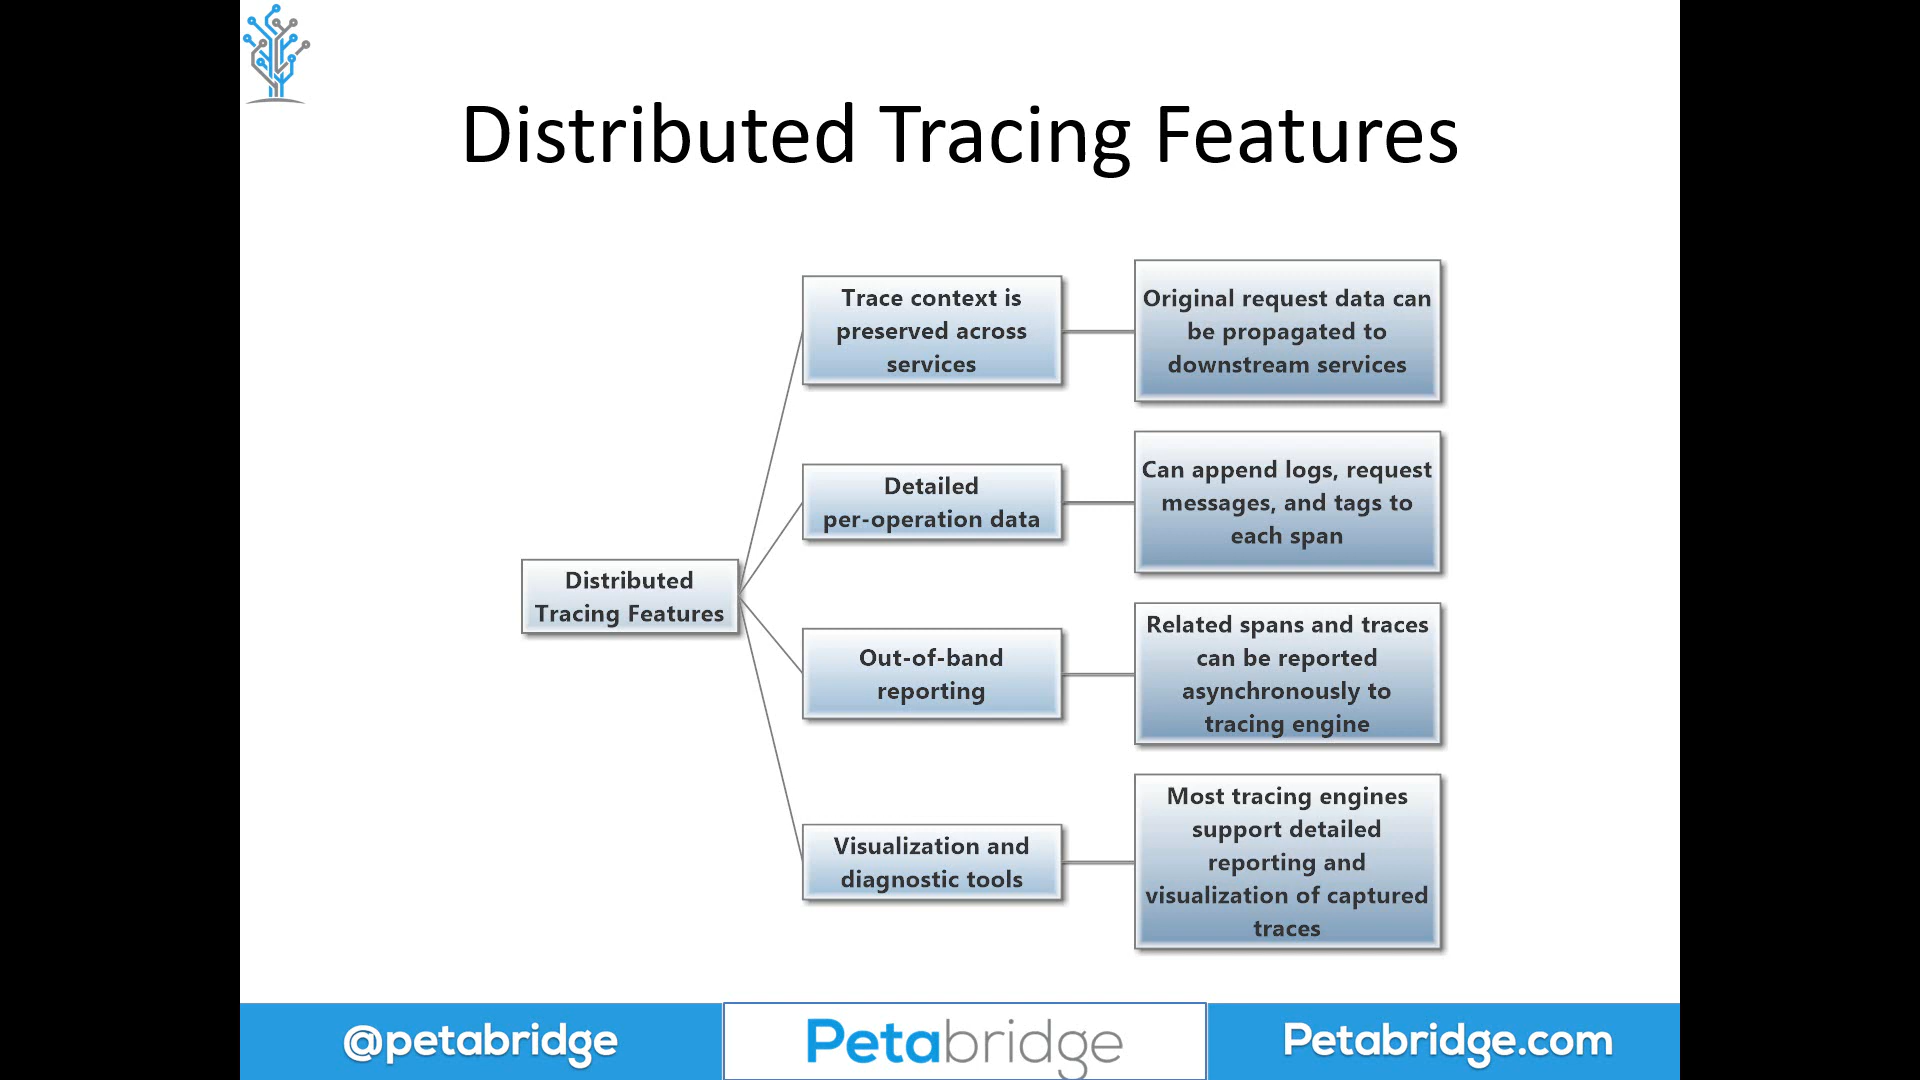 Distributed Tracing Features
Distributed
Tracing Features
Trace context is
preserved across
services
Original request data can
be propagated to
downstream services
Detailed
per-operation data
Can append logs, request
messages, and tags to
each span
Out-of-band
reporting
Related spans and traces
can be reported
asynchronously to
tracing engine
Visualization and
diagnostic tools
Most tracing engines
support detailed
reporting and
visualization of captured
traces
@petabridge
Petabridge
Petabridge.com